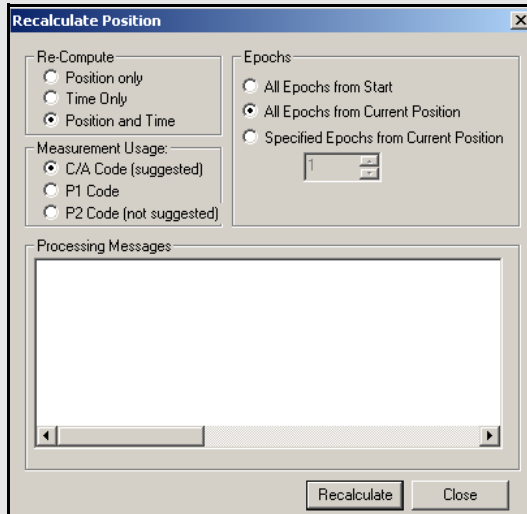 Recalculate Position
Re-Compute
Position only
Time Only
Position and Time
Measurement Usage:
C/A Code (suggested)
P1 Code
P2 Code (not suggested)
Epochs
All Epochs from Start
All Epochs from Current Position
Specified Epochs from Current Position
1
Processing Messages
Recalculate
Close